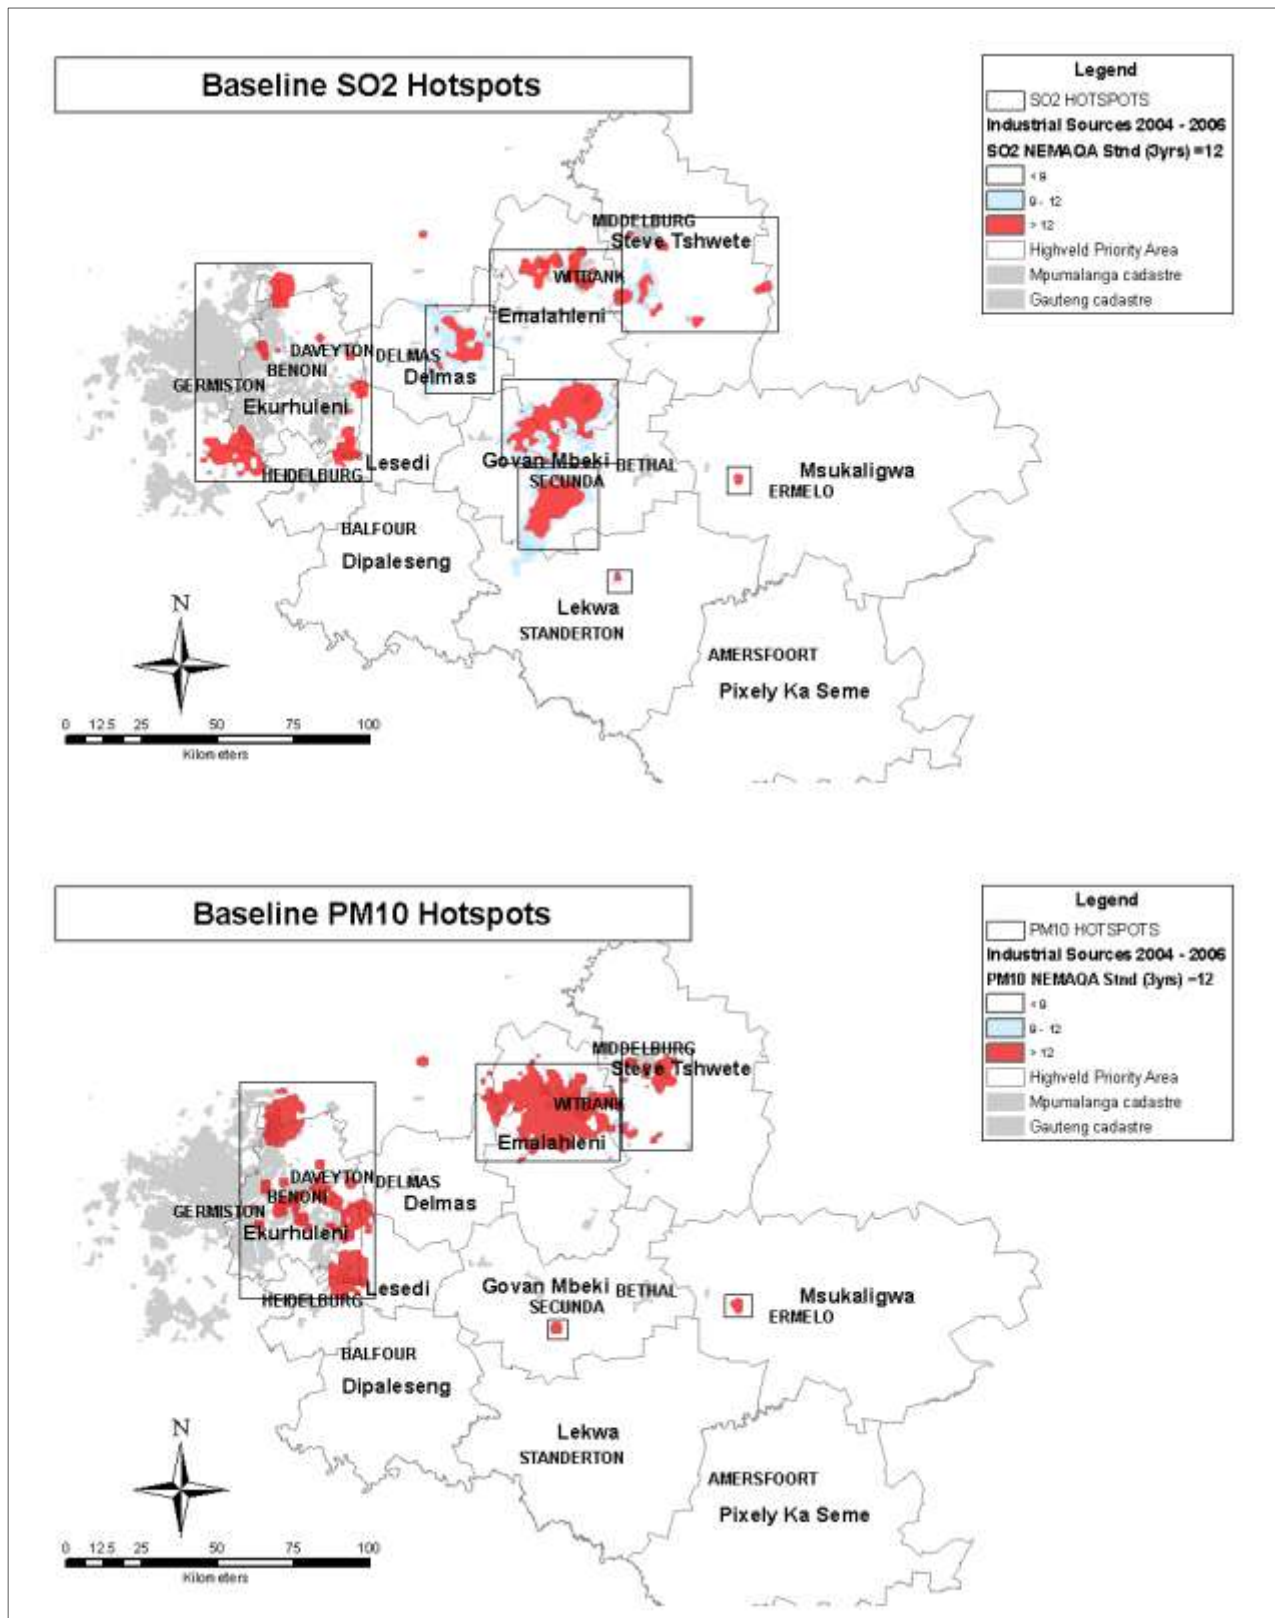 Baseline SO2 Hotspots
Legend
SO2 HOTSPOTS
Industrial Sources 2004 - 2006
SO2 NEMAQA Stnd (3yrs) =12
< 9
9 - 12
> 12
Highveld Priority Area
Mpumalanga cadastre
Gauteng cadastre
MIDDELBURG
Steve Tshwete
WITBANK
Emalahleni
DAVEYTON
DELMAS
BENONI
Delmas
GERMISTON
Ekurhuleni
Lesedi
HEIDELBURG
Govan Mbeki
BETHAL
SECUNDA
Msukaligwa
ERMELO
BALFOUR
Dipaleseng
Lekwa
STANDERTON
AMERSFOORT
Pixely Ka Seme
N
0 12.5 25 50 75 100
Kilometers
Baseline PM10 Hotspots
Legend
PM10 HOTSPOTS
Industrial Sources 2004 - 2006
PM10 NEMAQA Stnd (3yrs) =12
< 9
9 - 12
> 12
Highveld Priority Area
Mpumalanga cadastre
Gauteng cadastre
MIDDELBURG
Steve Tshwete
WITBANK
Emalahleni
DAVEYTON
DELMAS
BENONI
Delmas
GERMISTON
Ekurhuleni
Lesedi
HEIDELBURG
Govan Mbeki
BETHAL
SECUNDA
Msukaligwa
ERMELO
BALFOUR
Dipaleseng
Lekwa
STANDERTON
AMERSFOORT
Pixely Ka Seme
N
0 12.5 25 50 75 100
Kilometers